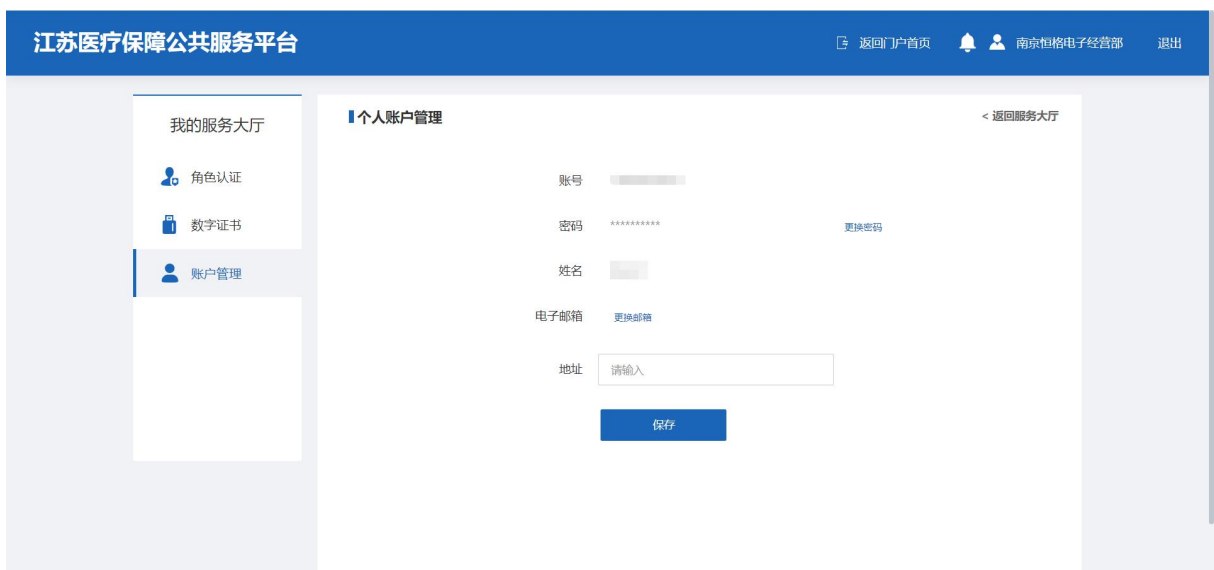 江苏医疗保障公共服务平台
返回门户首页
南京恒格电子经营部
退出
我的服务大厅
角色认证
数字证书
账户管理
个人账户管理
< 返回服务大厅
账号
密码 ********** 更换密码
姓名
电子邮箱 更换邮箱
地址 请输入
保存